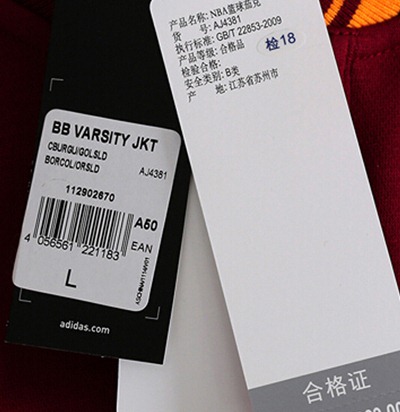 BB VARSITY JKT
CBURGU/GOLSLD
BORCOL/ORSLD AJ4381
112902670
A50
4 056561 221183 EAN
L
adidas.com
产品名称: NBA篮球茄克
货 号: AJ4381
执行标准: GB/T 22853-2009
产品等级: 合格品
检验合格: 检18
安全类别: B类
产 地: 江苏省苏州市
合格证